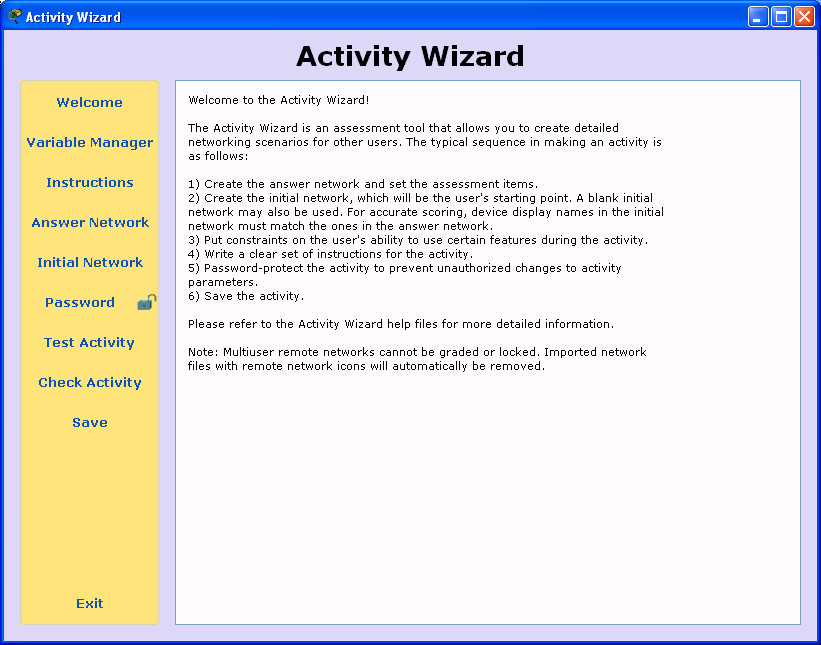 Activity Wizard
Activity Wizard
Welcome
Variable Manager
Instructions
Answer Network
Initial Network
Password
Test Activity
Check Activity
Save
Exit
Welcome to the Activity Wizard!
The Activity Wizard is an assessment tool that allows you to create detailed
networking scenarios for other users. The typical sequence in making an activity is
as follows:
1) Create the answer network and set the assessment items.
2) Create the initial network, which will be the user's starting point. A blank initial
network may also be used. For accurate scoring, device display names in the initial
network must match the ones in the answer network.
3) Put constraints on the user's ability to use certain features during the activity.
4) Write a clear set of instructions for the activity.
5) Password-protect the activity to prevent unauthorized changes to activity
parameters.
6) Save the activity.
Please refer to the Activity Wizard help files for more detailed information.
Note: Multiuser remote networks cannot be graded or locked. Imported network
files with remote network icons will automatically be removed.